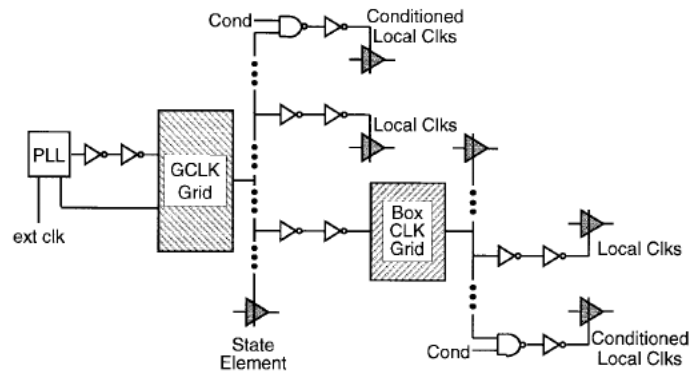 Cond
Conditioned
Local Clks
Local Clks
PLL
GCLK
Grid
ext clk
Box
CLK
Grid
Local Clks
State
Element
Cond
Conditioned
Local Clks